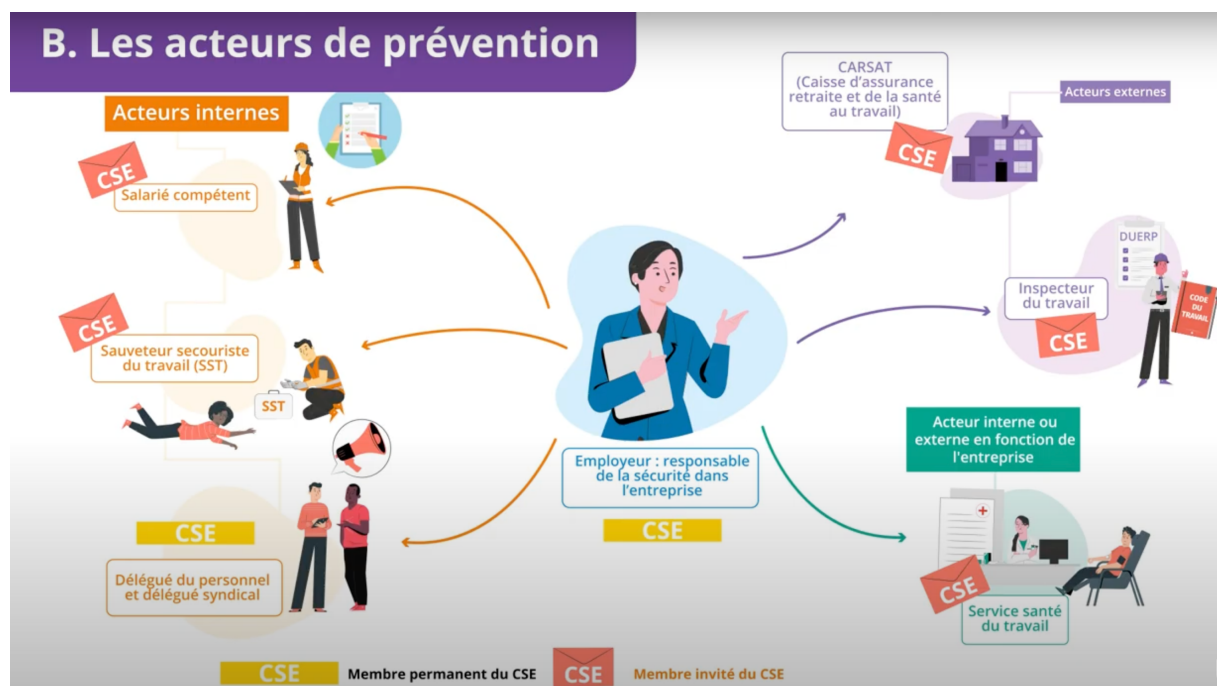 B. Les acteurs de prévention
Acteurs internes
CSE
Salarié compétent
CSE
Sauveteur secouriste
du travail (SST)
SST
CSE
Délégué du personnel
et délégué syndical
Employeur : responsable
de la sécurité dans
l'entreprise
CSE
CARSAT
(Caisse d'assurance
retraite et de la santé
au travail)
CSE
Acteurs externes
DUERP
Inspecteur
du travail
CSE
CODE
DU
TRAVAIL
Acteur interne ou
externe en fonction de
l'entreprise
CSE
Service santé
du travail
CSE
Membre permanent du CSE
CSE
Membre invité du CSE